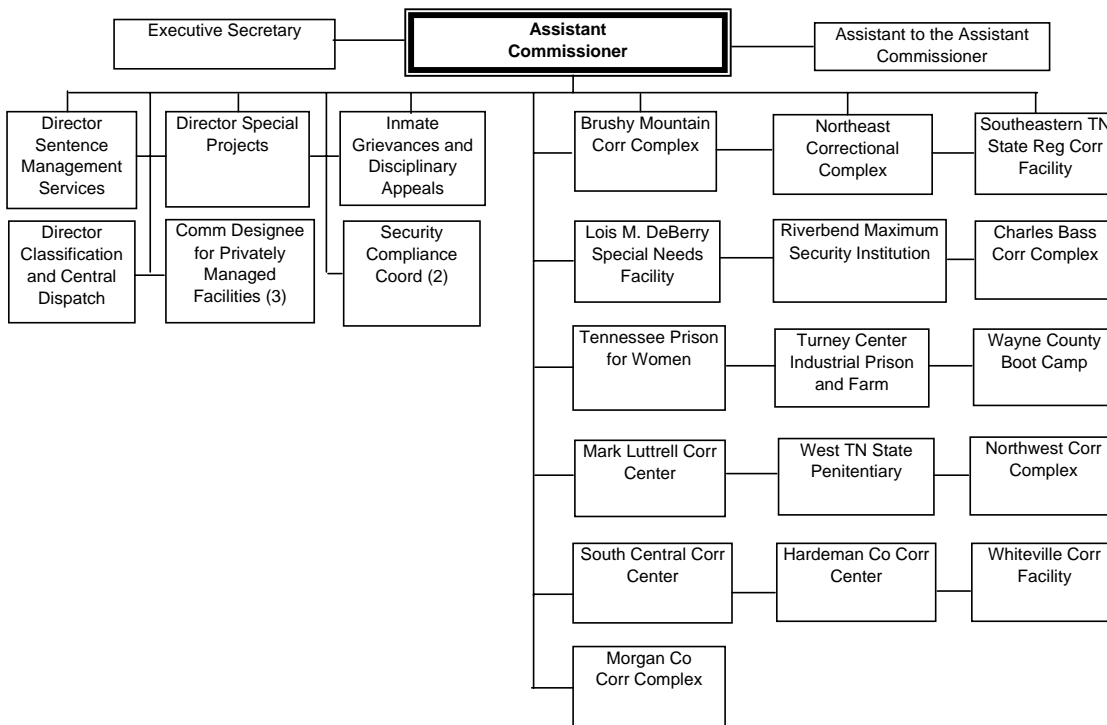 Executive Secretary
Assistant
Commissioner
Assistant to the Assistant
Commissioner
Director
Sentence
Management
Services
Director Special
Projects
Inmate
Grievances and
Disciplinary
Appeals
Brushy Mountain
Corr Complex
Northeast
Correctional
Complex
Southeastern TN
State Reg Corr
Facility
Director
Classification
and Central
Dispatch
Comm Designee
for Privately
Managed
Facilities (3)
Security
Compliance
Coord (2)
Lois M. DeBerry
Special Needs
Facility
Riverbend Maximum
Security Institution
Charles Bass
Corr Complex
Tennessee Prison
for Women
Turney Center
Industrial Prison
and Farm
Wayne County
Boot Camp
Mark Luttrell Corr
Center
West TN State
Penitentiary
Northwest Corr
Complex
South Central Corr
Center
Hardeman Co Corr
Center
Whiteville Corr
Facility
Morgan Co
Corr Complex